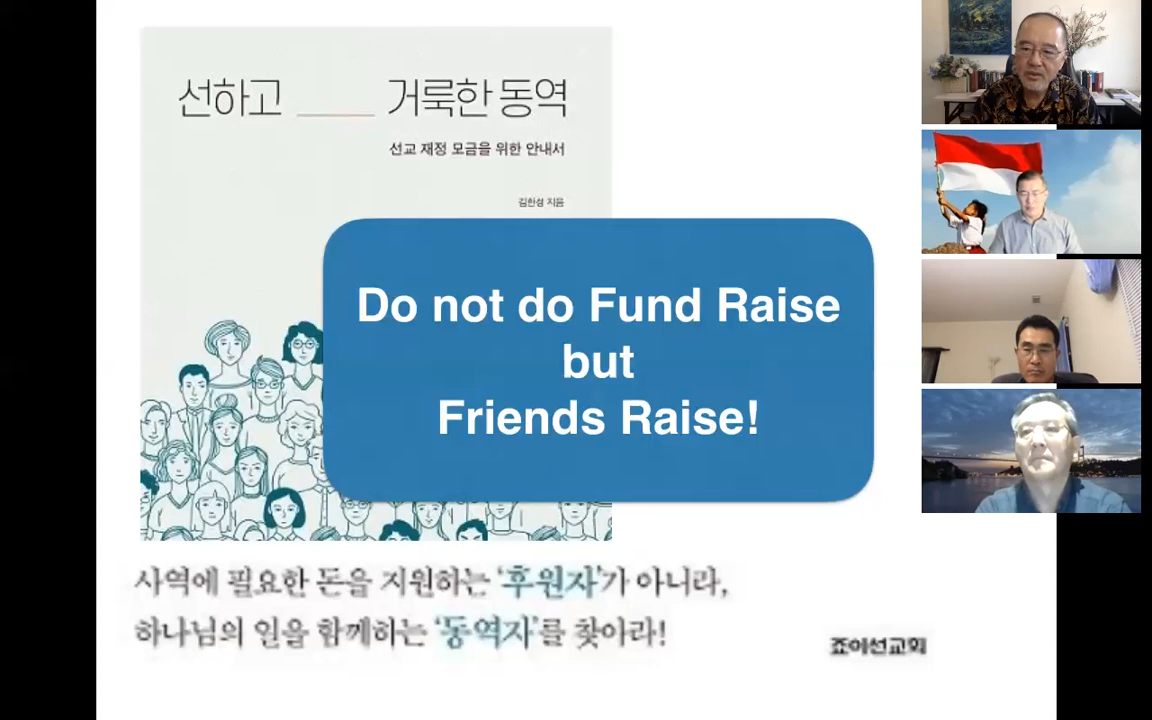 선하고 거룩한 동역
선교 재정 모금을 위한 안내서
김한성 지음
Do not do Fund Raise
but
Friends Raise!
사역에 필요한 돈을 지원하는 '후원자'가 아니라,
하나님의 일을 함께하는 '동역자'를 찾아라!
죠이선교회